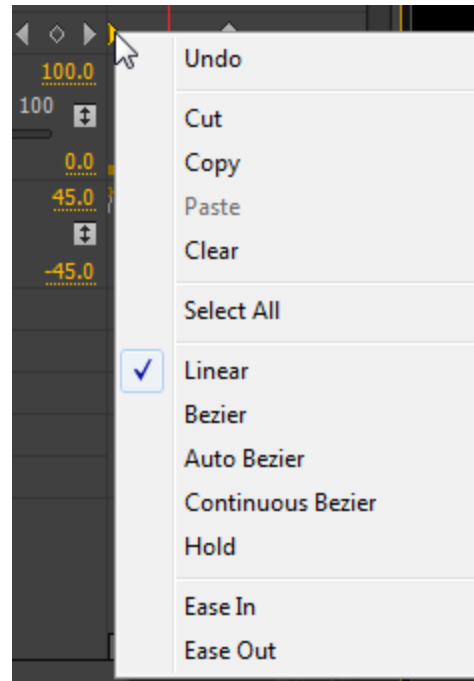 Undo
100.0
Cut
100
Copy
0.0
Paste
45.0
Clear
-45.0
Select All
Linear
Bezier
Auto Bezier
Continuous Bezier
Hold
Ease In
Ease Out